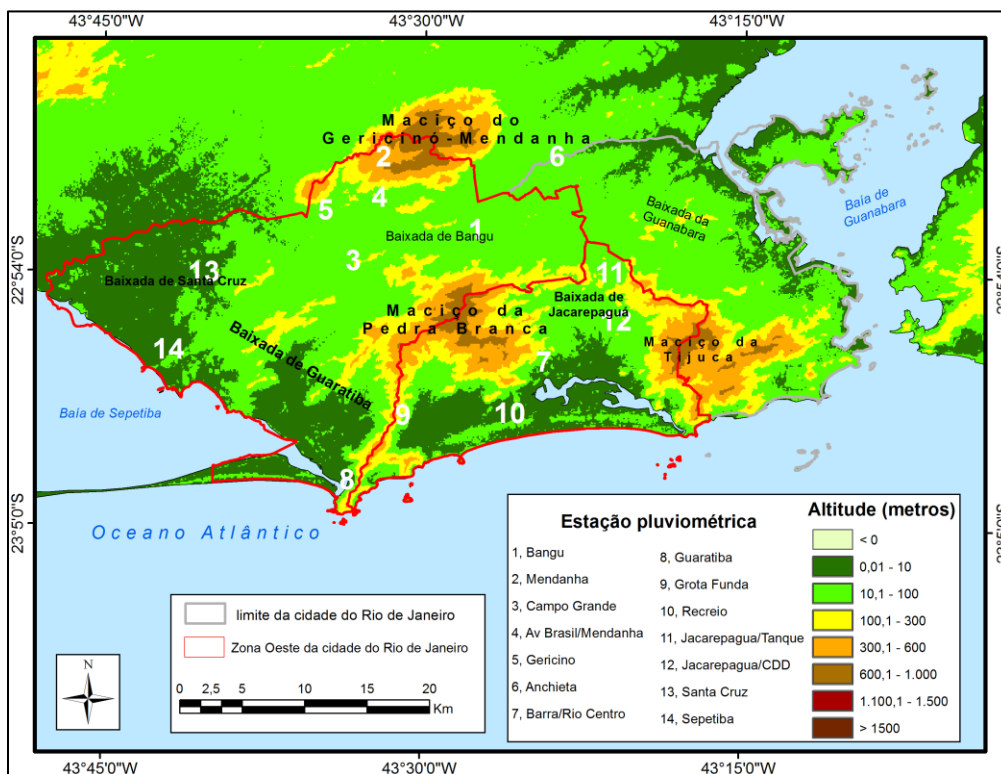 43°45'0"W
43°30'0"W
43°15'0"W
Maciço do
Gericinó-Mendanha
2
6
4
5
1
Baixada da
Guanabara
Baía de
Guanabara
Baixada de Bangu
3
22°54'0"S
13
Baixada de Santa Cruz
11
Baixada de
Jacarepaguá
12
Maciço da
Pedra Branca
Maciço da
Tijuca
14
Baixada de Guaratiba
7
Baía de Sepetiba
9
10
8
Oceano Atlântico
23°5'0"S
23°5'0"S
Estação pluviométrica
1, Bangu
2, Mendanha
3, Campo Grande
4, Av Brasil/Mendanha
5, Gericino
6, Anchieta
7, Barra/Rio Centro
8, Guaratiba
9, Grota Funda
10, Recreio
11, Jacarepagua/Tanque
12, Jacarepagua/CDD
13, Santa Cruz
14, Sepetiba
Altitude (metros)
< 0
0,01 - 10
10,1 - 100
100,1 - 300
300,1 - 600
600,1 - 1.000
1.100,1 - 1.500
> 1500
limite da cidade do Rio de Janeiro
Zona Oeste da cidade do Rio de Janeiro
N
0 2,5 5 10 15 20
Km
43°45'0"W
43°30'0"W
43°15'0"W